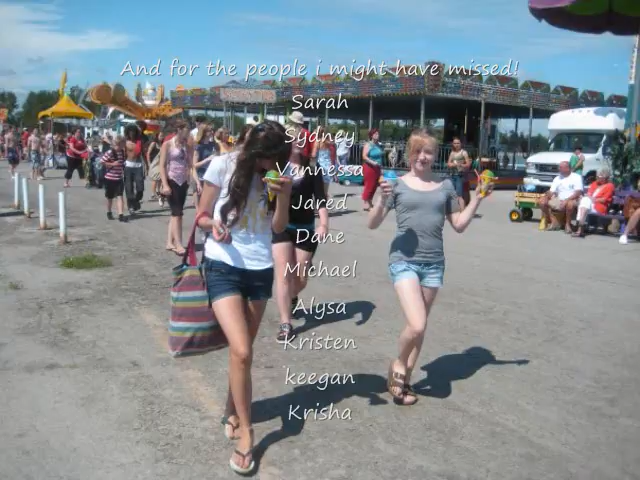 And for the people i might have missed!
Sarah
Sydney
Vannessa
Jared
Dane
Michael
Alysa
Kristen
keegan
Krisha